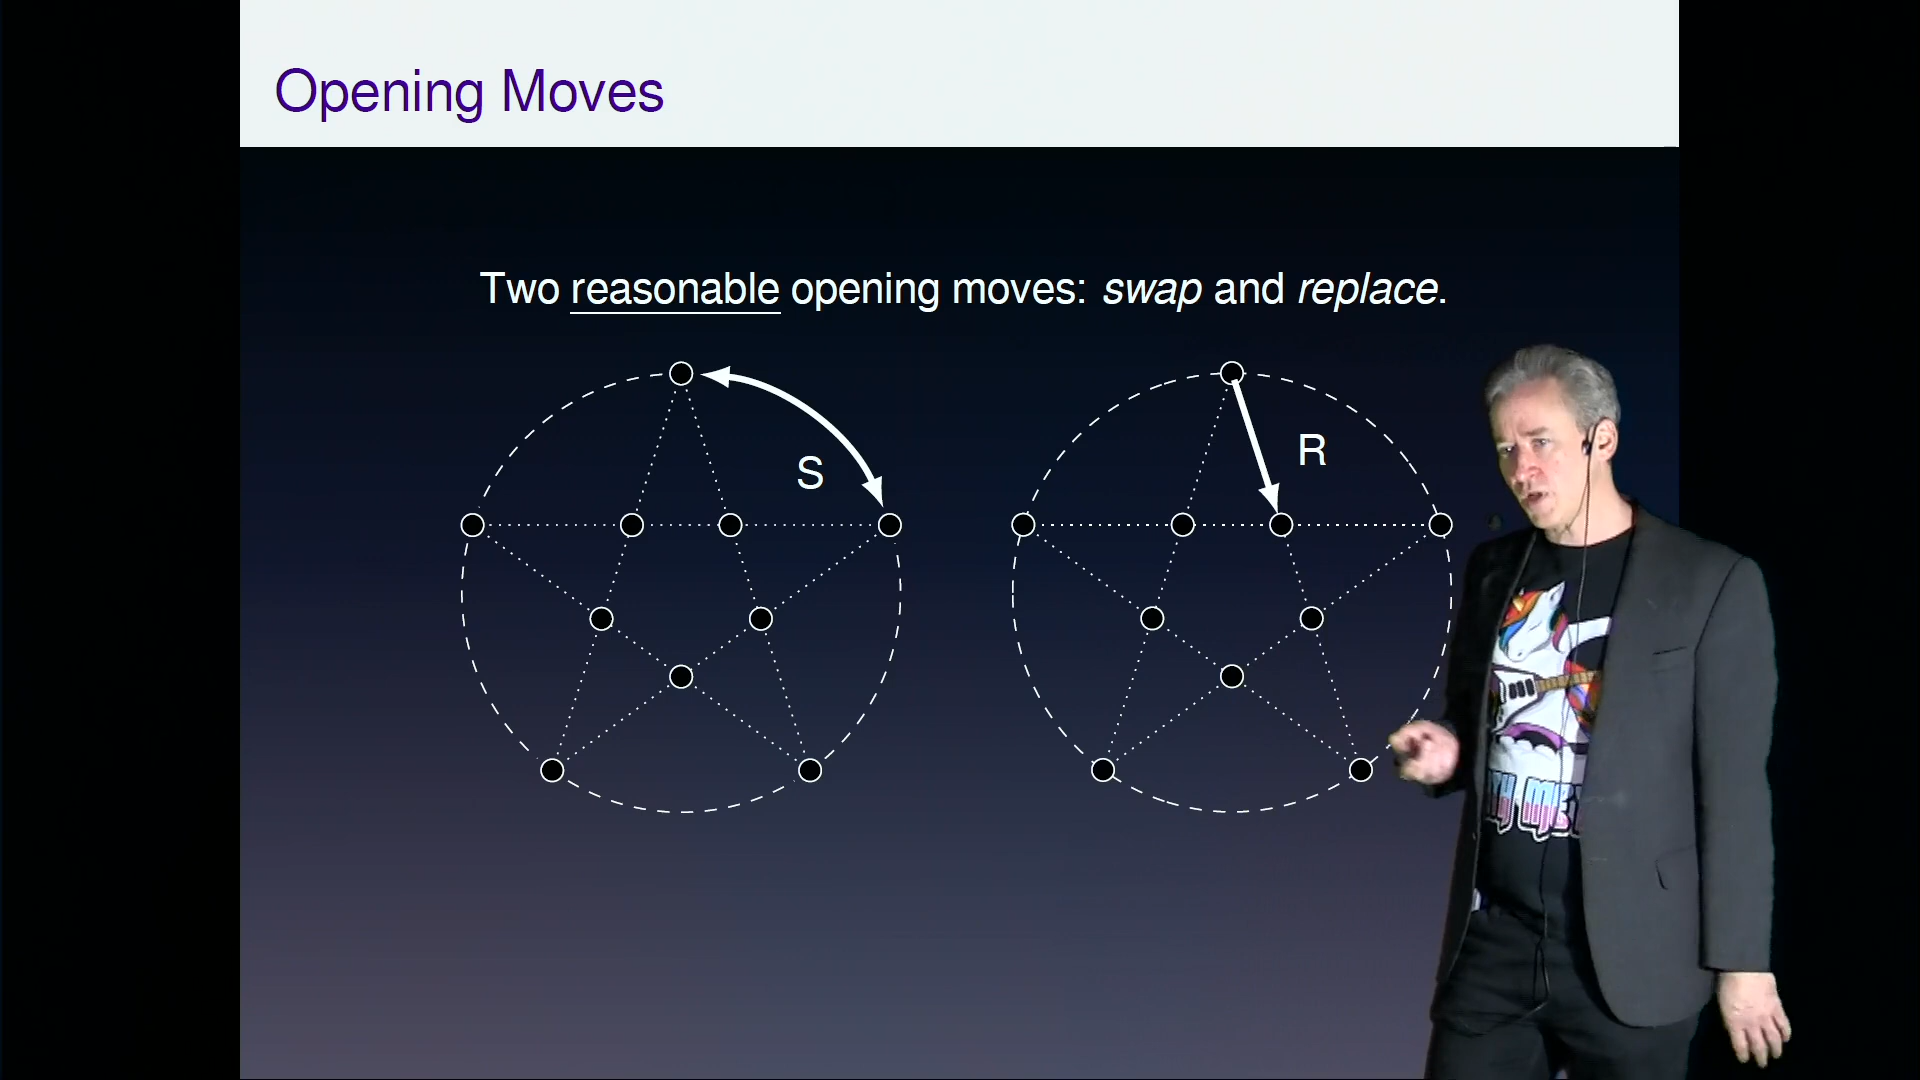 Opening Moves
Two reasonable opening moves: swap and replace.
S
R